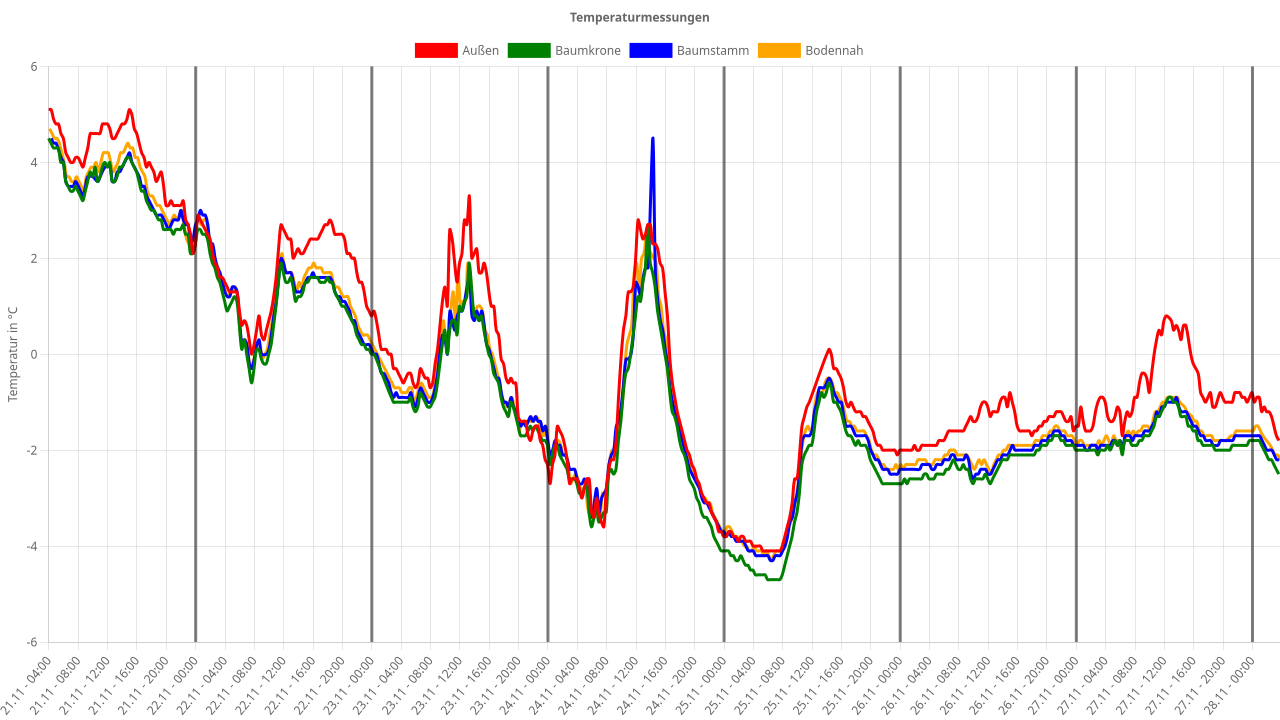 Temperaturmessungen
Außen Baumkrone Baumstamm Bodennah
Temperatur in °C
6
4
2
0
-2
-4
-6
21.11 - 04:00
21.11 - 08:00
21.11 - 12:00
21.11 - 16:00
21.11 - 20:00
22.11 - 00:00
22.11 - 04:00
22.11 - 08:00
22.11 - 12:00
22.11 - 16:00
22.11 - 20:00
23.11 - 00:00
23.11 - 04:00
23.11 - 08:00
23.11 - 12:00
23.11 - 16:00
23.11 - 20:00
24.11 - 00:00
24.11 - 04:00
24.11 - 08:00
24.11 - 12:00
24.11 - 16:00
24.11 - 20:00
25.11 - 00:00
25.11 - 04:00
25.11 - 08:00
25.11 - 12:00
25.11 - 16:00
25.11 - 20:00
26.11 - 00:00
26.11 - 04:00
26.11 - 08:00
26.11 - 12:00
26.11 - 16:00
26.11 - 20:00
27.11 - 00:00
27.11 - 04:00
27.11 - 08:00
27.11 - 12:00
27.11 - 16:00
27.11 - 20:00
28.11 - 00:00